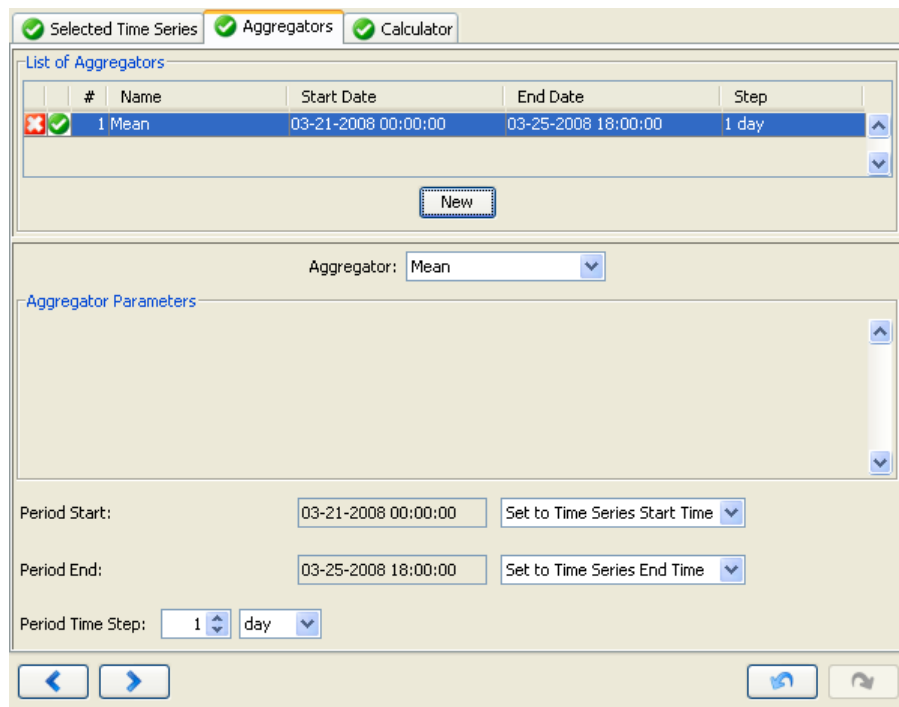 Selected Time Series Aggregators Calculator
List of Aggregators
# Name Start Date End Date Step
1 Mean 03-21-2008 00:00:00 03-25-2008 18:00:00 1 day
New
Aggregator: Mean
Aggregator Parameters
Period Start: 03-21-2008 00:00:00 Set to Time Series Start Time
Period End: 03-25-2008 18:00:00 Set to Time Series End Time
Period Time Step: 1 day